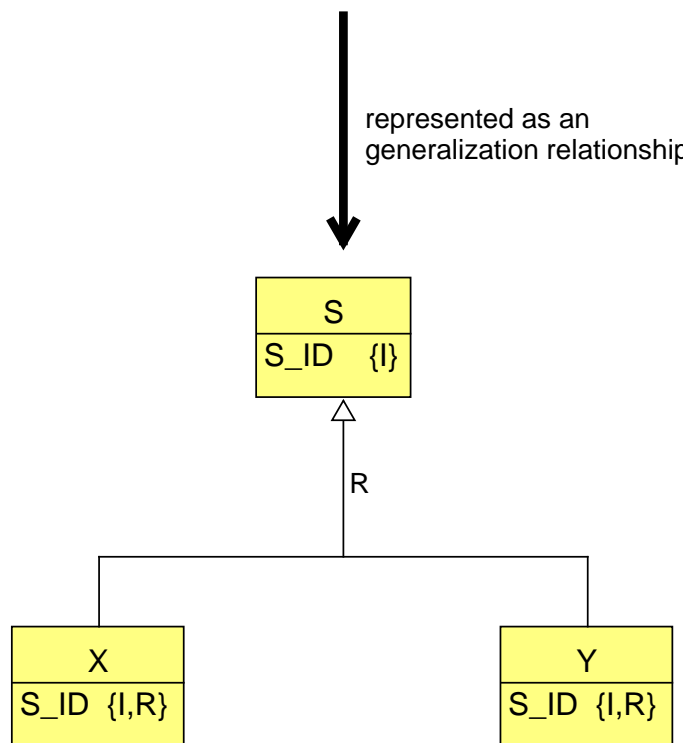 represented as an
generalization relationship
S
S_ID {I}
R
X
S_ID {I,R}
Y
S_ID {I,R}